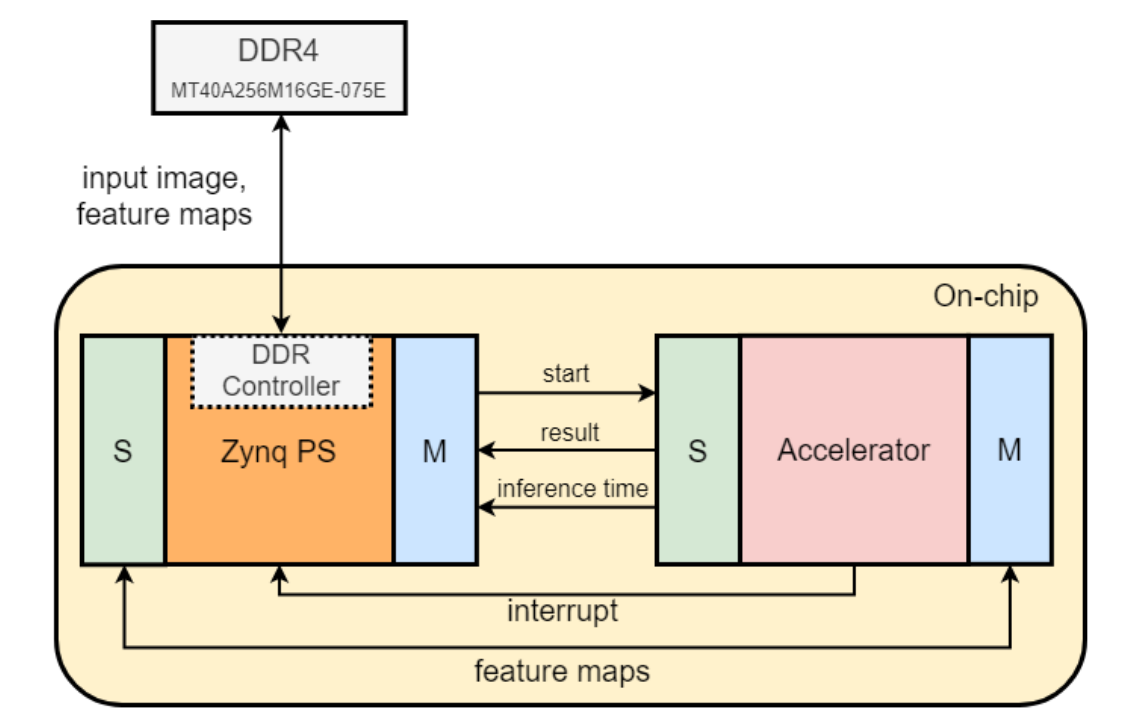 DDR4
MT40A256M16GE-075E
input image,
feature maps
On-chip
DDR
Controller
S
Zynq PS
M
start
result
inference time
S
Accelerator
M
interrupt
feature maps